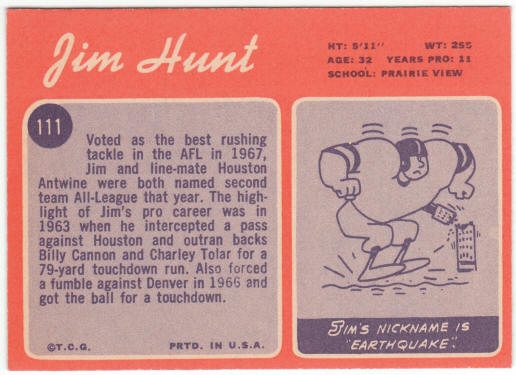 Jim Hunt
HT: 5'11" WT: 255
AGE: 32 YEARS PRO: 11
SCHOOL: PRAIRIE VIEW
111
Voted as the best rushing
tackle in the AFL in 1967,
Jim and line-mate Houston
Antwine were both named second
team All-League that year. The high-
light of Jim's pro career was in
1963 when he intercepted a pass
against Houston and outran backs
Billy Cannon and Charley Tolar for a
79-yard touchdown run. Also forced
a fumble against Denver in 1966 and
got the ball for a touchdown.
©T.C.G. PRTD. IN U.S.A.
JIM'S NICKNAME IS
"EARTHQUAKE".